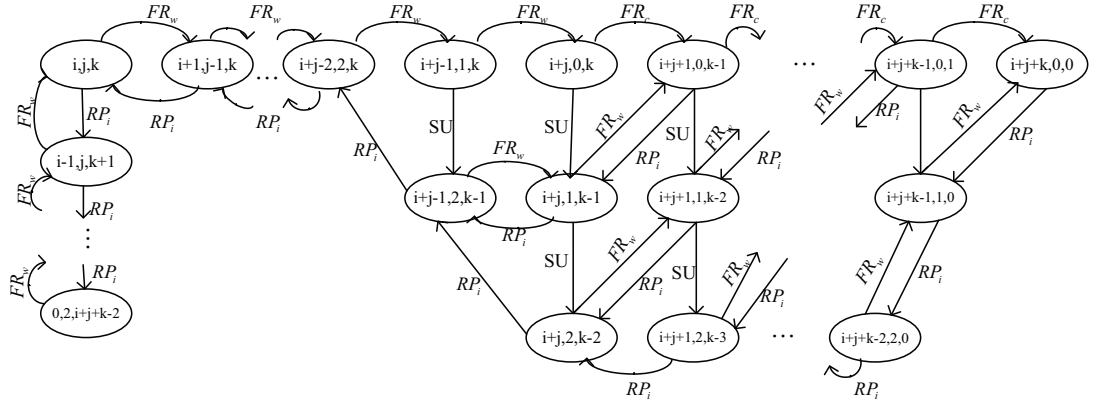 FR_w FR_w FR_w FR_w FR_w FR_c FR_c FR_c FR_c
i,j,k i+1,j-1,k ... i+j-2,2,k i+j-1,1,k i+j,0,k i+j+1,0,k-1 ... i+j+k-1,0,1 i+j+k,0,0
FR_w RP_i RP_i RP_i SU SU FR_w RP_i SU FR_w RP_i FR_w RP_i FR_w RP_i
i-1,j,k+1 RP_i FR_w
FR_w i+j-1,2,k-1 i+j,1,k-1 i+j+1,1,k-2 i+j+k-1,1,0
RP_i RP_i
⋮
FR_w RP_i RP_i SU FR_w RP_i SU FR_w RP_i FR_w RP_i
0,2,i+j+k-2 i+j,2,k-2 i+j+1,2,k-3 ... i+j+k-2,2,0
RP_i RP_i